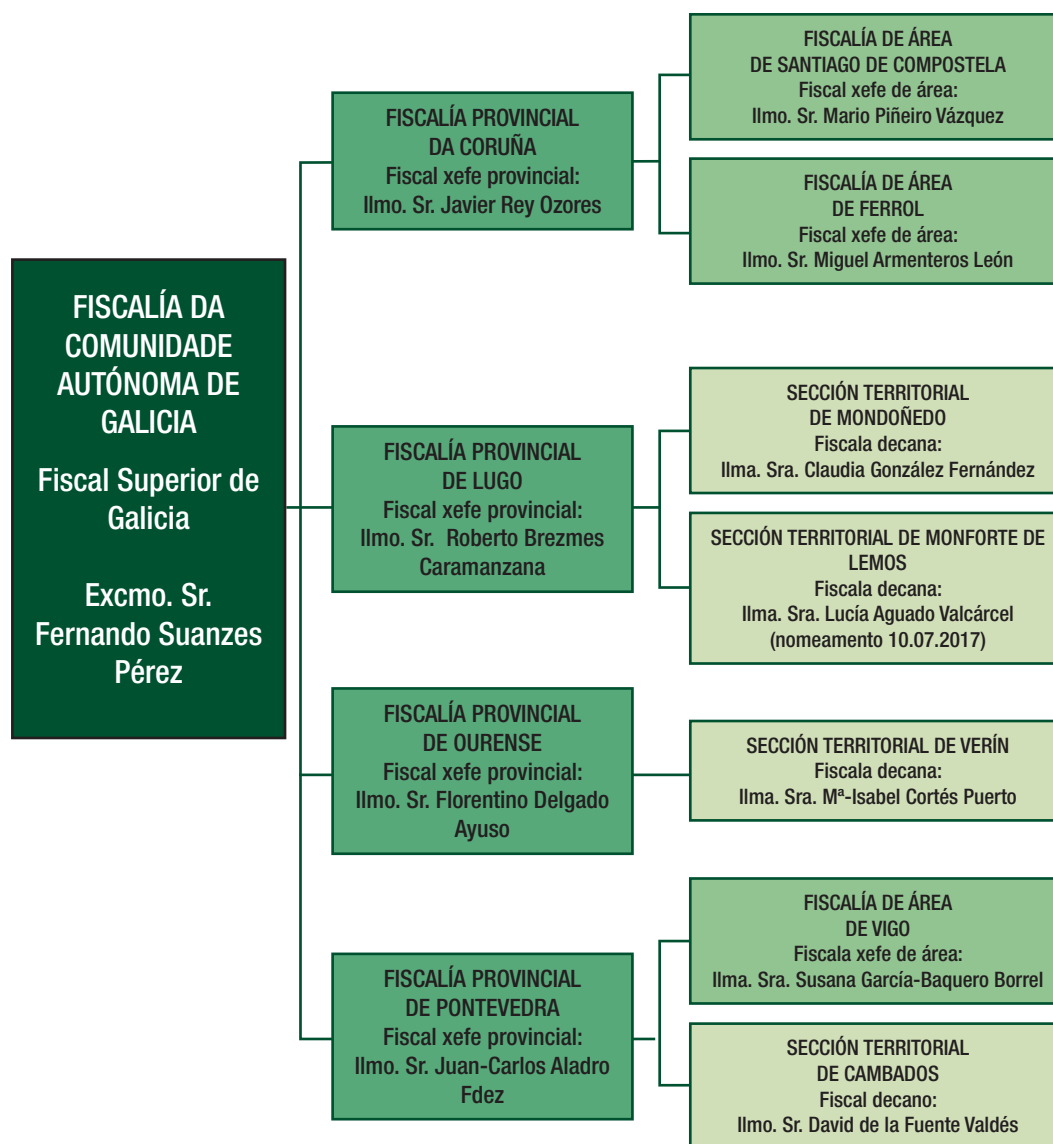 FISCALÍA DA
COMUNIDADE
AUTÓNOMA DE
GALICIA
Fiscal Superior de
Galicia
Excmo. Sr.
Fernando Suanzes
Pérez
FISCALÍA PROVINCIAL
DA CORUÑA
Fiscal xefe provincial:
Ilmo. Sr. Javier Rey Ozores
FISCALÍA DE ÁREA
DE SANTIAGO DE COMPOSTELA
Fiscal xefe de área:
Ilmo. Sr. Mario Piñeiro Vázquez
FISCALÍA DE ÁREA
DE FERROL
Fiscal xefe de área:
Ilmo. Sr. Miguel Armenteros León
FISCALÍA PROVINCIAL
DE LUGO
Fiscal xefe provincial:
Ilmo. Sr. Roberto Brezmes
Caramanzana
SECCIÓN TERRITORIAL
DE MONDOÑEDO
Fiscala decana:
Ilma. Sra. Claudia González Fernández
SECCIÓN TERRITORIAL DE MONFORTE DE
LEMOS
Fiscala decana:
Ilma. Sra. Lucía Aguado Valcárcel
(nomeamento 10.07.2017)
FISCALÍA PROVINCIAL
DE OURENSE
Fiscal xefe provincial:
Ilmo. Sr. Florentino Delgado
Ayuso
SECCIÓN TERRITORIAL DE VERÍN
Fiscala decana:
Ilma. Sra. Mª-Isabel Cortés Puerto
FISCALÍA PROVINCIAL
DE PONTEVEDRA
Fiscal xefe provincial:
Ilmo. Sr. Juan-Carlos Aladro
Fdez
FISCALÍA DE ÁREA
DE VIGO
Fiscala xefe de área:
Ilma. Sra. Susana García-Baquero Borrel
SECCIÓN TERRITORIAL
DE CAMBADOS
Fiscal decano:
Ilmo. Sr. David de la Fuente Valdés